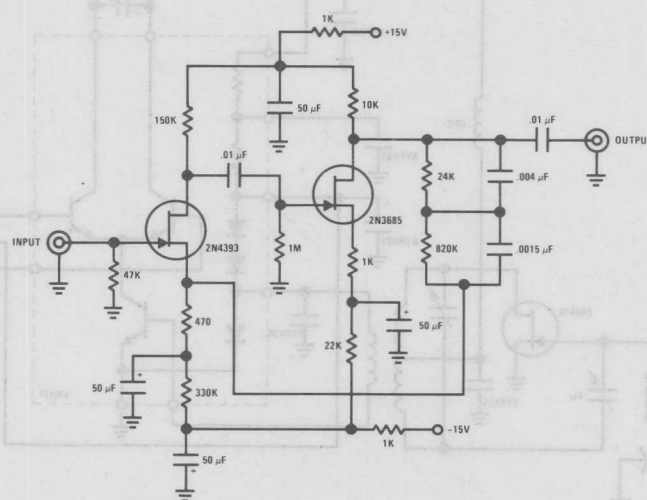 1K
+15V
150K
50 μF
10K
.01 μF
.01 μF
OUTPUT
24K
.004 μF
2N3685
INPUT
2N4393
1M
820K
.0015 μF
47K
1K
470
+
50 μF
22K
+
50 μF
330K
-15V
1K
50 μF
+